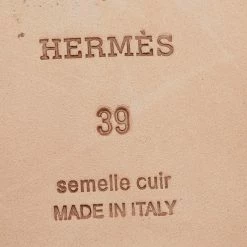 HERMÈS
39
semelle cuir
MADE IN ITALY